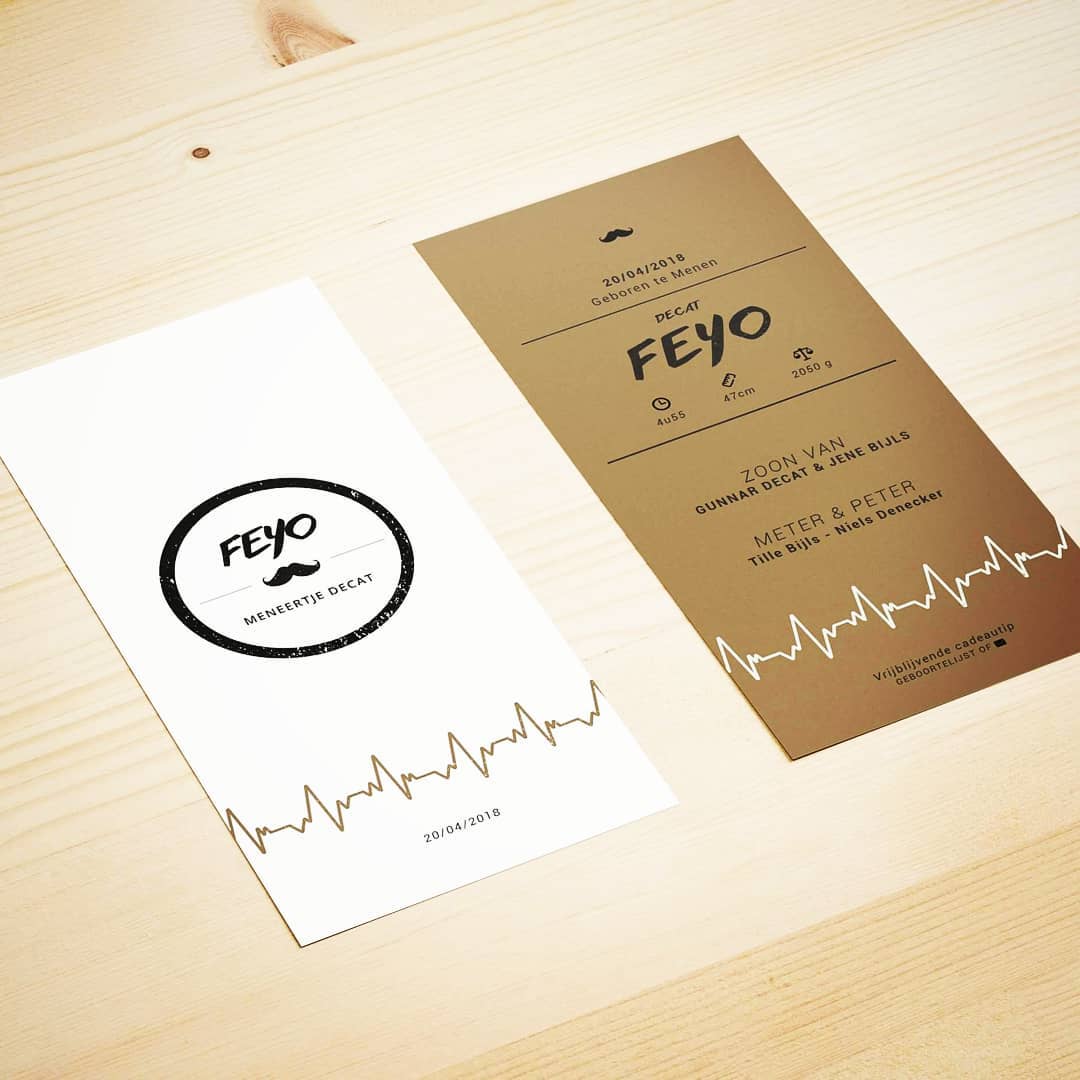 FEYO
MENEERTJE DECAT
20/04/2018
20/04/2018
Geboren te Menen
DECAT
FEYO
4u55
47cm
2050 g
ZOON VAN
GUNNAR DECAT & JENE BIJLS
METER & PETER
Tille Bijls - Niels Denecker
Vrijblijvende cadeautip
GEBOORTELIJST OF